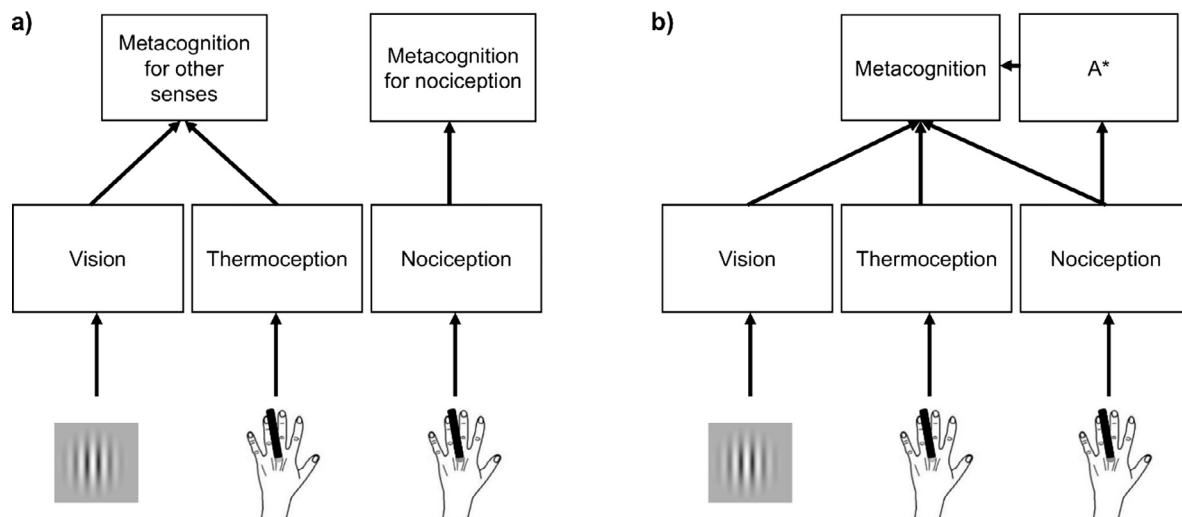 a)
Metacognition
for other
senses
Metacognition
for nociception
Vision
Thermoception
Nociception
b)
Metacognition
A*
Vision
Thermoception
Nociception